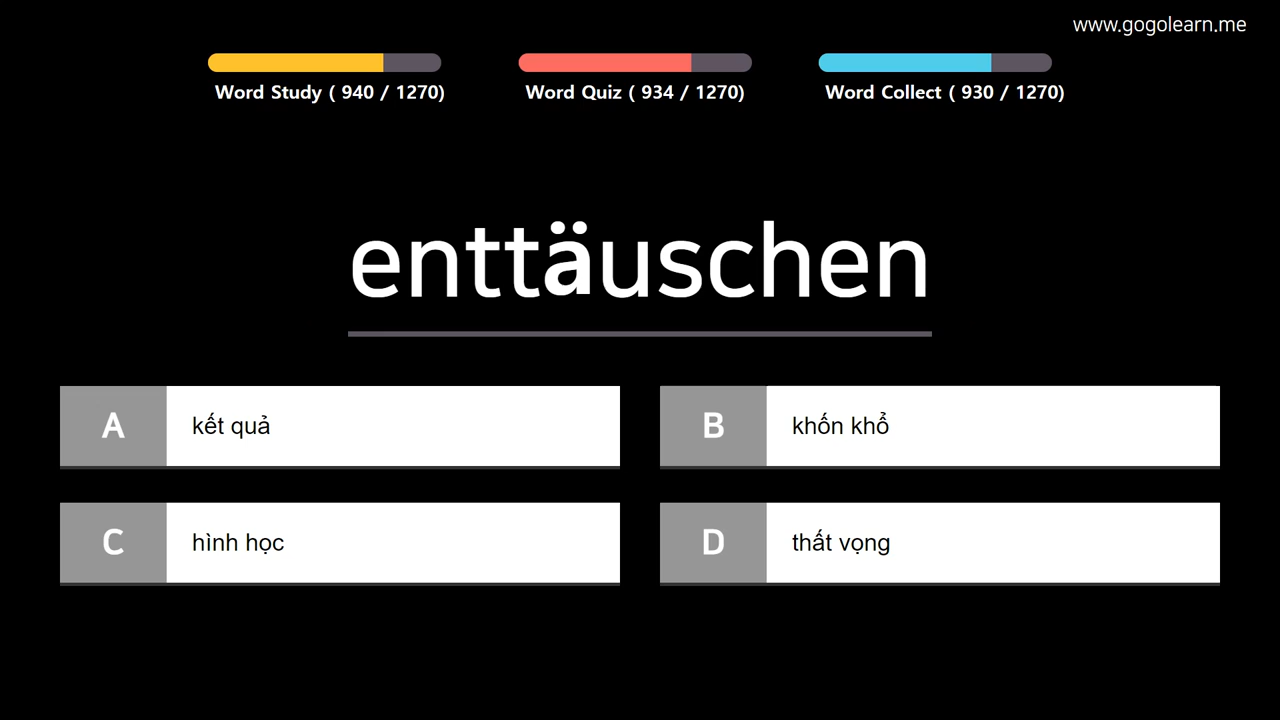 www.gogolearn.me
Word Study ( 940 / 1270)
Word Quiz ( 934 / 1270)
Word Collect ( 930 / 1270)
enttäuschen
A kết quả
B khốn khổ
C hình học
D thất vọng